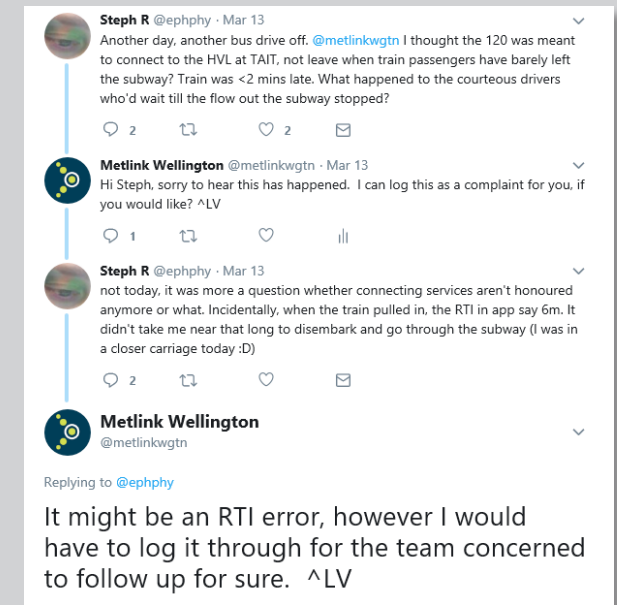 Steph R @ephphy · Mar 13
Another day, another bus drive off. @metlinkwgtn I thought the 120 was meant
to connect to the HVL at TAIT, not leave when train passengers have barely left
the subway? Train was <2 mins late. What happened to the courteous drivers
who'd wait till the flow out the subway stopped?
2 2
Metlink Wellington @metlinkwgtn · Mar 13
Hi Steph, sorry to hear this has happened. I can log this as a complaint for you, if
you would like? ^LV
1
Steph R @ephphy · Mar 13
not today, it was more a question whether connecting services aren't honoured
anymore or what. Incidentally, when the train pulled in, the RTI in app say 6m. It
didn't take me near that long to disembark and go through the subway (I was in
a closer carriage today :D)
2
Metlink Wellington
@metlinkwgtn
Replying to @ephphy
It might be an RTI error, however I would
have to log it through for the team concerned
to follow up for sure. ^LV